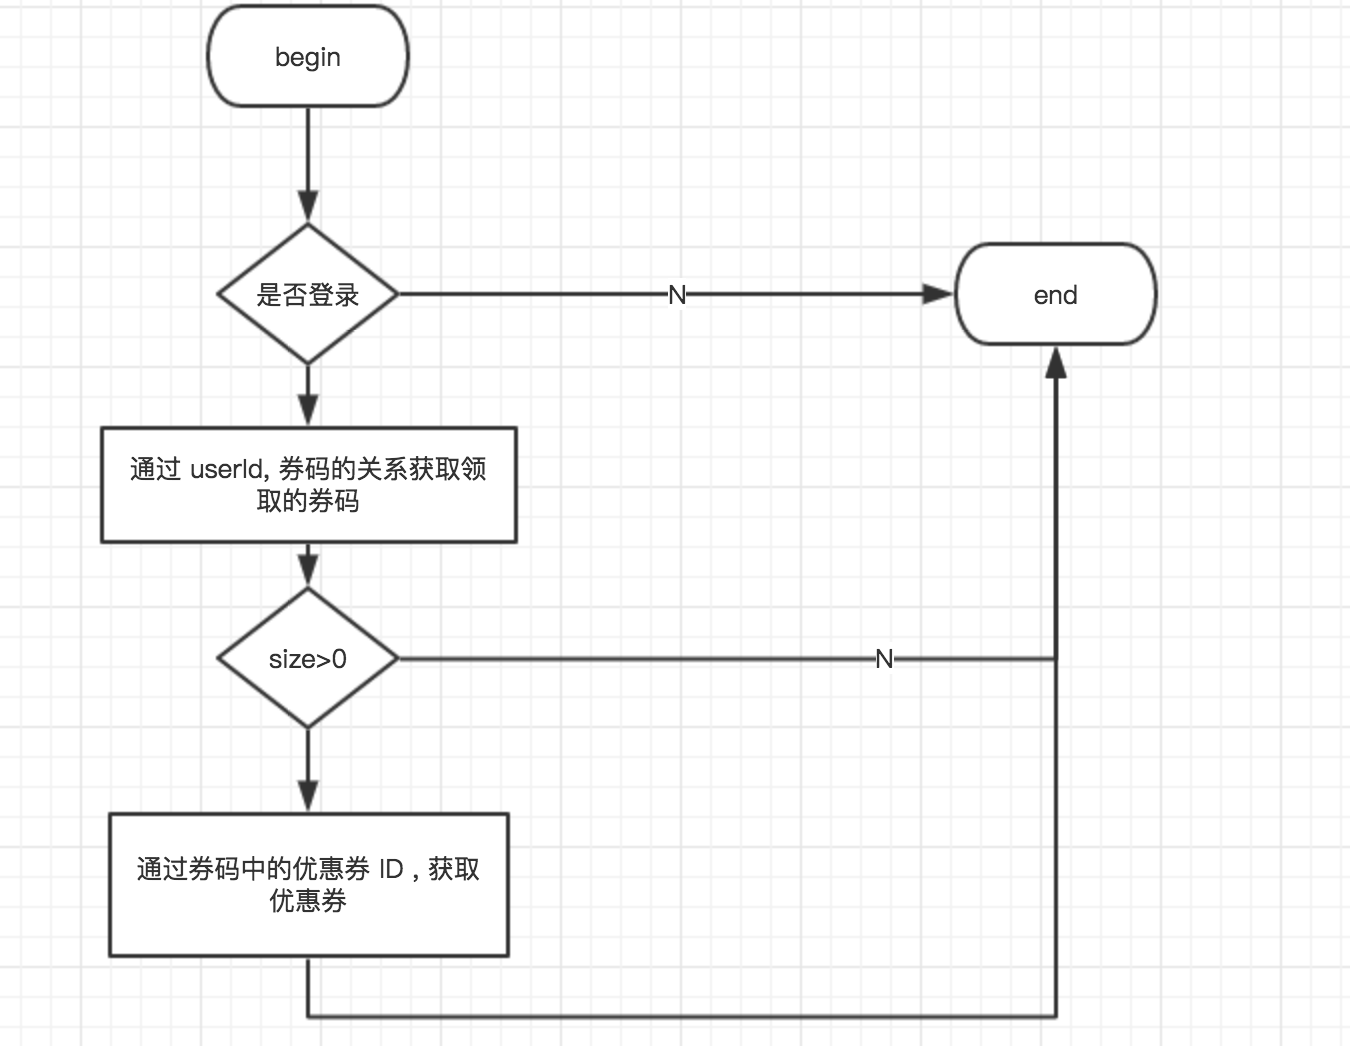 begin
是否登录
N
end
通过 userId, 券码的关系获取领
取的券码
size>0
N
通过券码中的优惠券 ID , 获取
优惠券